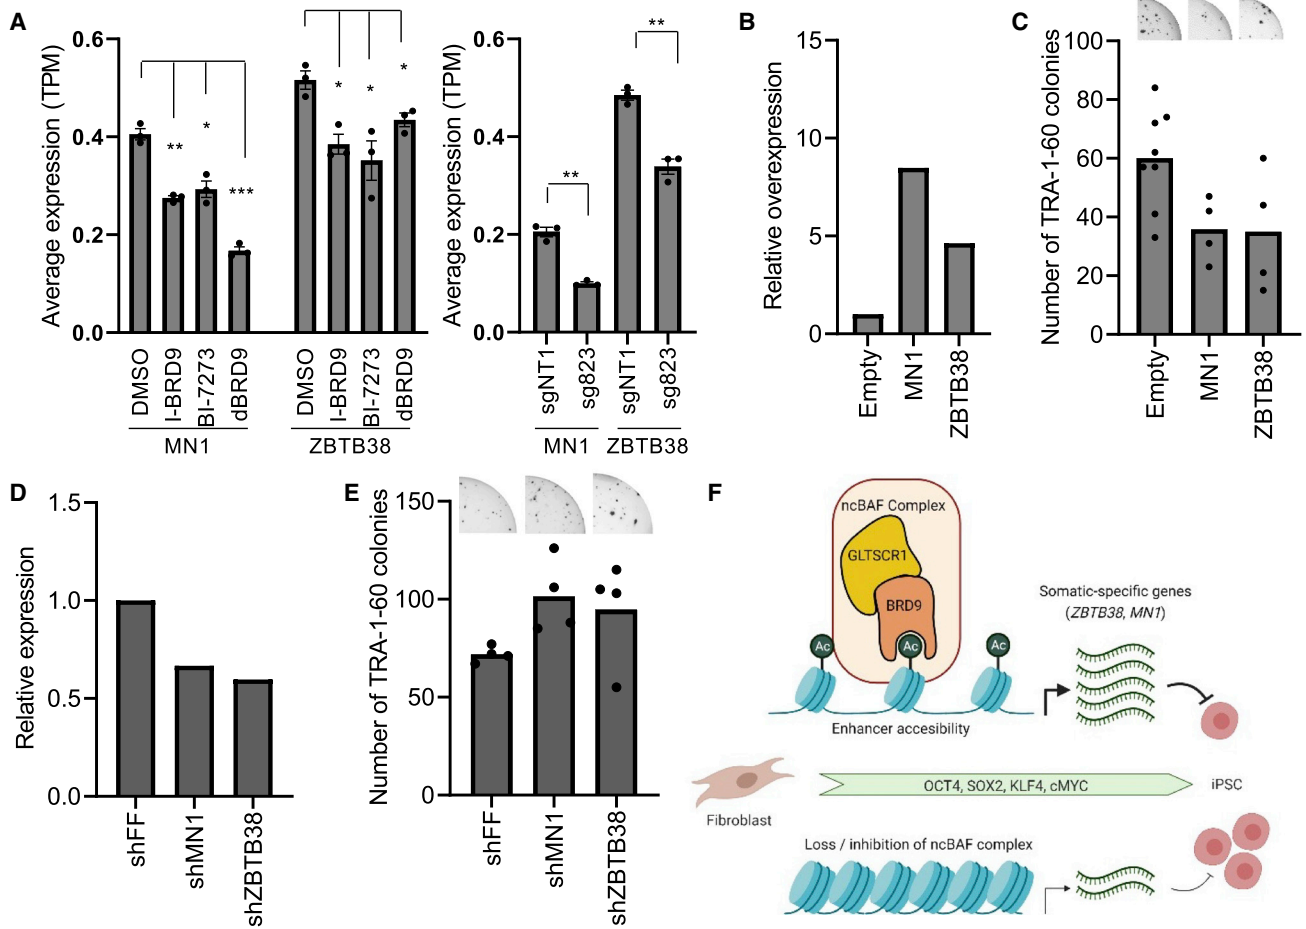 A
Average expression (TPM)
0.6
0.4
0.2
0.0
**
*
***
*
*
*
DMSO
I-BRD9
BI-7273
dBRD9
MN1
DMSO
I-BRD9
BI-7273
dBRD9
ZBTB38
Average expression (TPM)
0.6
0.4
0.2
0.0
**
**
sgNT1
sg823
MN1
sgNT1
sg823
ZBTB38
B
Relative overexpression
15
10
5
0
Empty
MN1
ZBTB38
C
Number of TRA-1-60 colonies
100
80
60
40
20
0
Empty
MN1
ZBTB38
D
Relative expression
1.5
1.0
0.5
0.0
shFF
shMN1
shZBTB38
E
Number of TRA-1-60 colonies
150
100
50
0
shFF
shMN1
shZBTB38
F
ncBAF Complex
GLTSCR1
BRD9
Ac
Ac
Ac
Somatic-specific genes
(ZBTB38, MN1)
Enhancer accesibility
OCT4, SOX2, KLF4, cMYC
iPSC
Fibroblast
Loss / inhibition of ncBAF complex